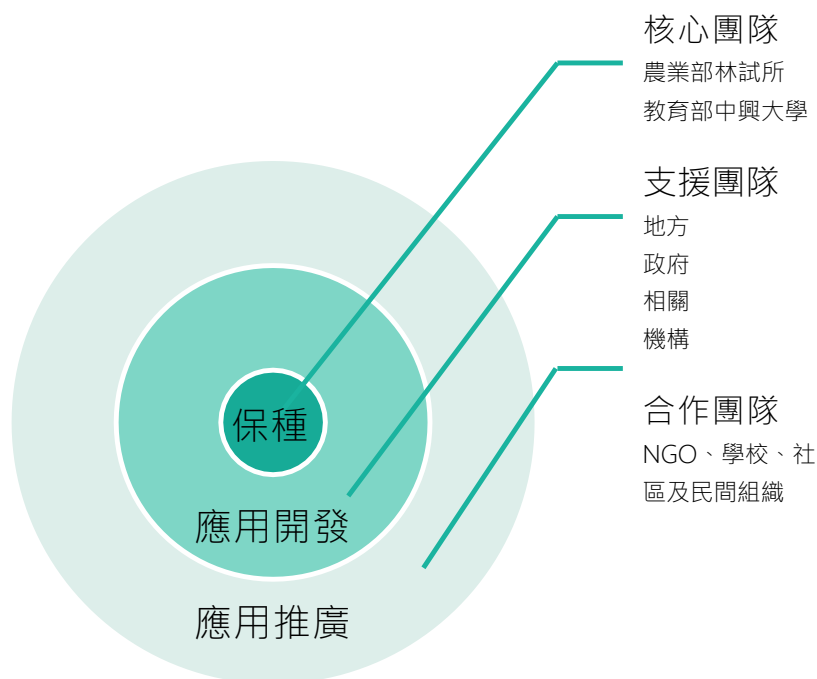 核心團隊
農業部林試所
教育部中興大學
支援團隊
地方
政府
相關
機構
合作團隊
NGO、學校、社
區及民間組織
保種
應用開發
應用推廣